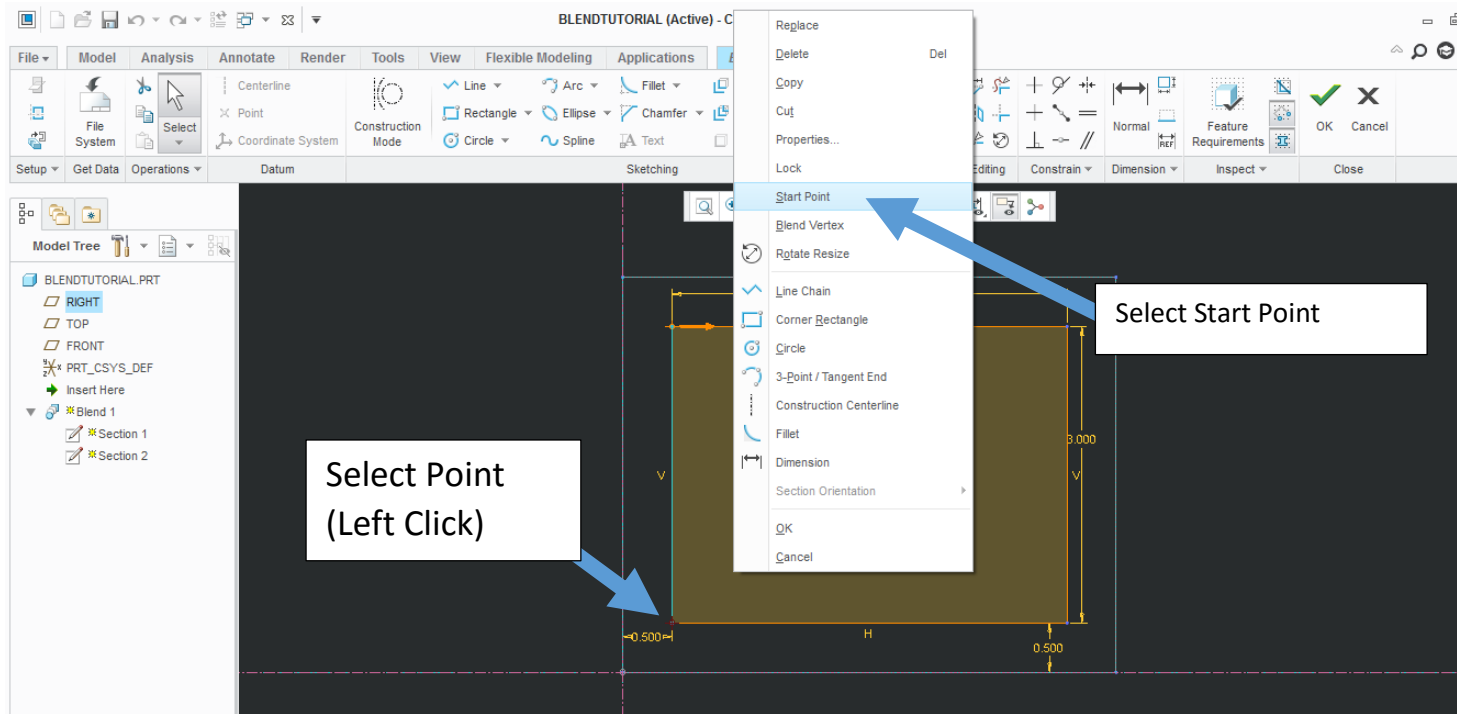 BLENDTUTORIAL (Active) - C
File Model Analysis Annotate Render Tools View Flexible Modeling Applications
File System
Select
Centerline
Point
Coordinate System
Construction Mode
Line Arc Fillet
Rectangle Ellipse Chamfer
Circle Spline Text
Normal
REF
Feature Requirements
OK Cancel
Setup Get Data Operations Datum Sketching Editing Constrain Dimension Inspect Close
Replace
Delete Del
Copy
Cut
Properties...
Lock
Start Point
Blend Vertex
Rotate Resize
Line Chain
Corner Rectangle
Circle
3-Point / Tangent End
Construction Centerline
Fillet
Dimension
Section Orientation
OK
Cancel
Model Tree
BLENDTUTORIAL.PRT
RIGHT
TOP
FRONT
PRT_CSYS_DEF
Insert Here
Blend 1
Section 1
Section 2
Select Start Point
Select Point
(Left Click)
3.000
V
V
H
0.500
0.500